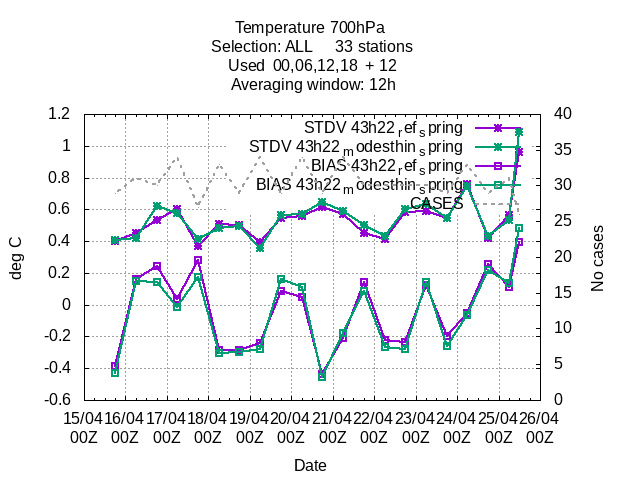 Temperature 700hPa
Selection: ALL 33 stations
Used 00,06,12,18 + 12
Averaging window: 12h
STDV 43h22refspring
STDV 43h22modesthinspring
BIAS 43h22refspring
BIAS 43h22modesthinspring
CASES
deg C
1.2
1
0.8
0.6
0.4
0.2
0
-0.2
-0.4
-0.6
No cases
40
35
30
25
20
15
10
5
0
15/04 16/04 17/04 18/04 19/04 20/04 21/04 22/04 23/04 24/04 25/04 26/04
00Z 00Z 00Z 00Z 00Z 00Z 00Z 00Z 00Z 00Z 00Z 00Z
Date